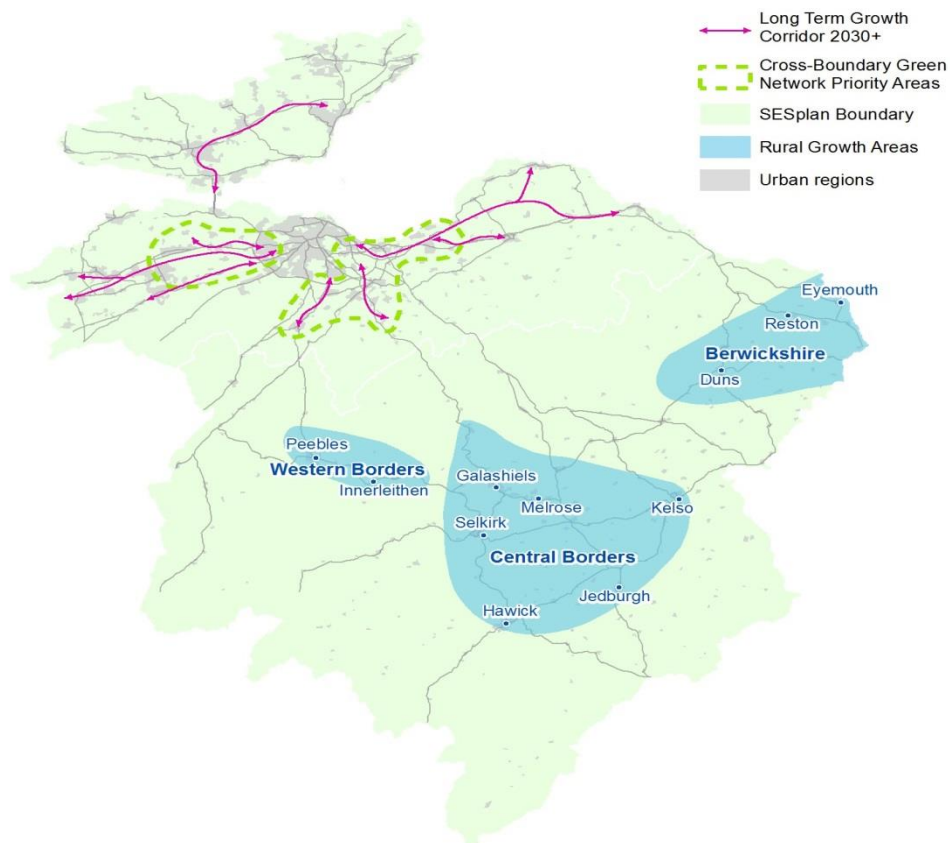 Long Term Growth
Corridor 2030+
Cross-Boundary Green
Network Priority Areas
SESplan Boundary
Rural Growth Areas
Urban regions
Eyemouth
Reston
Berwickshire
Duns
Peebles
Western Borders
Innerleithen
Galashiels
Melrose
Kelso
Selkirk
Central Borders
Jedburgh
Hawick